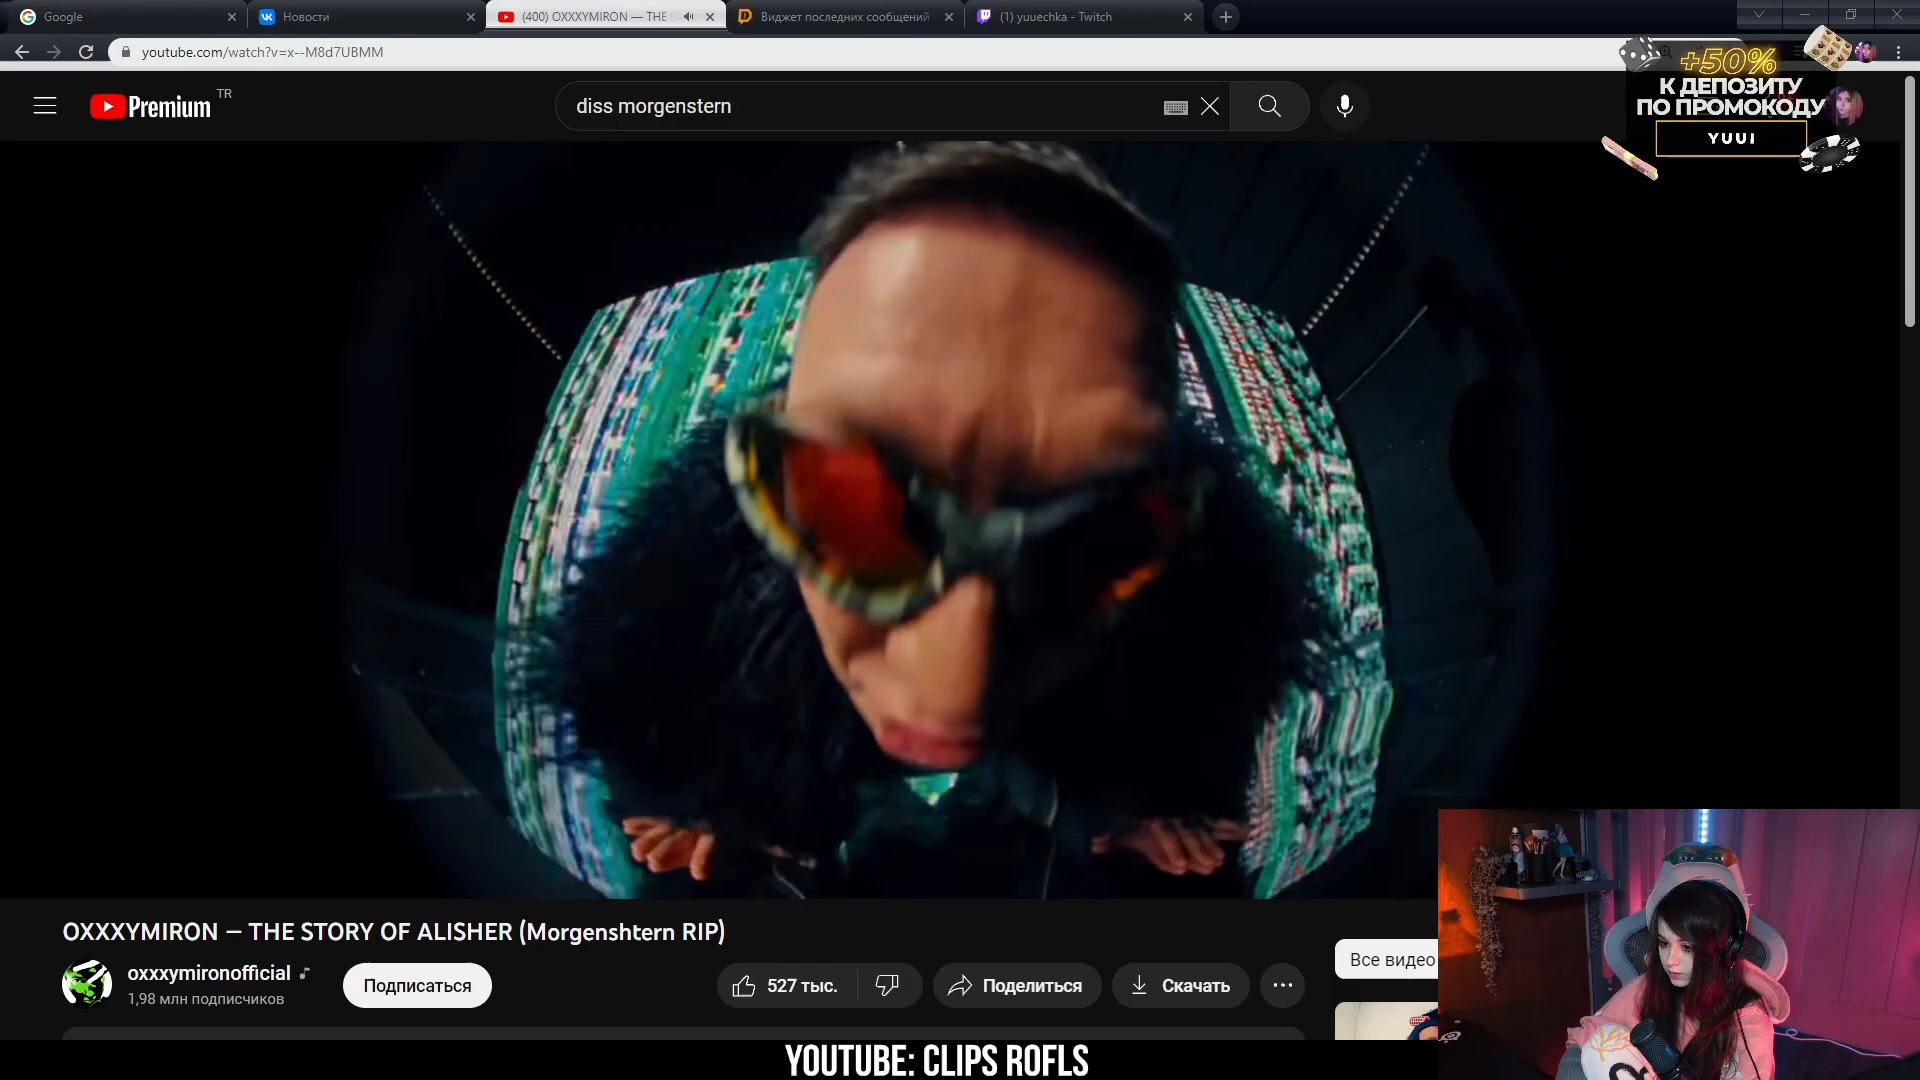 Google
Новости
(400) OXXXYMIRON — THE S
Виджет последних сообщений
(1) yuuechka - Twitch
youtube.com/watch?v=x--M8d7UBMM
Premium TR
diss morgenstern
+50%
К ДЕПОЗИТУ
ПО ПРОМОКОДУ
YUUI
OXXXYMIRON – THE STORY OF ALISHER (Morgenshtern RIP)
oxxxymironofficial
1,98 млн подписчиков
Подписаться
527 тыс.
Поделиться
Скачать
Все видео
YOUTUBE: CLIPS ROFLS